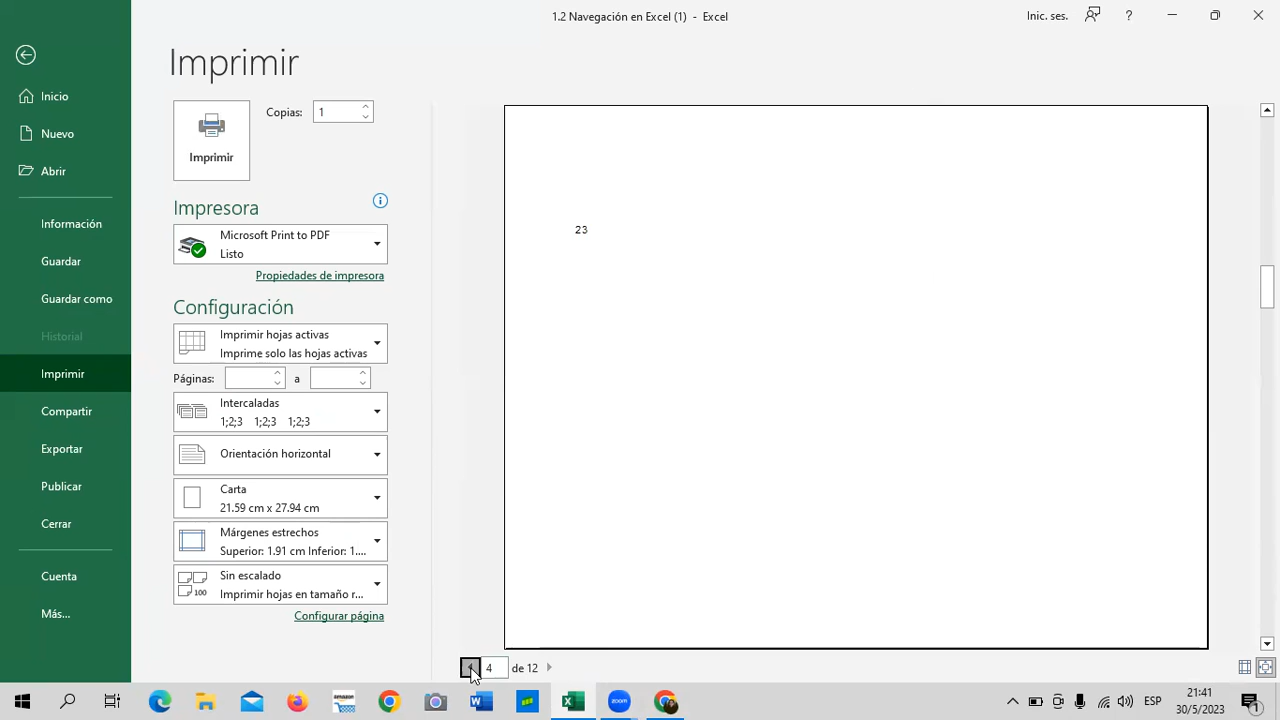 1.2 Navegación en Excel (1) - Excel
Inic. ses.
?
Imprimir
Inicio
Nuevo
Abrir
Información
Guardar
Guardar como
Historial
Imprimir
Compartir
Exportar
Publicar
Cerrar
Cuenta
Más...
Imprimir
Copias: 1
Impresora
Microsoft Print to PDF
Listo
Propiedades de impresora
Configuración
Imprimir hojas activas
Imprime solo las hojas activas
Páginas: a
Intercaladas
1;2;3 1;2;3 1;2;3
Orientación horizontal
Carta
21.59 cm x 27.94 cm
Márgenes estrechos
Superior: 1.91 cm Inferior: 1....
Sin escalado
Imprimir hojas en tamaño r...
100
Configurar página
23
4 de 12
ESP
21:41
30/5/2023
1